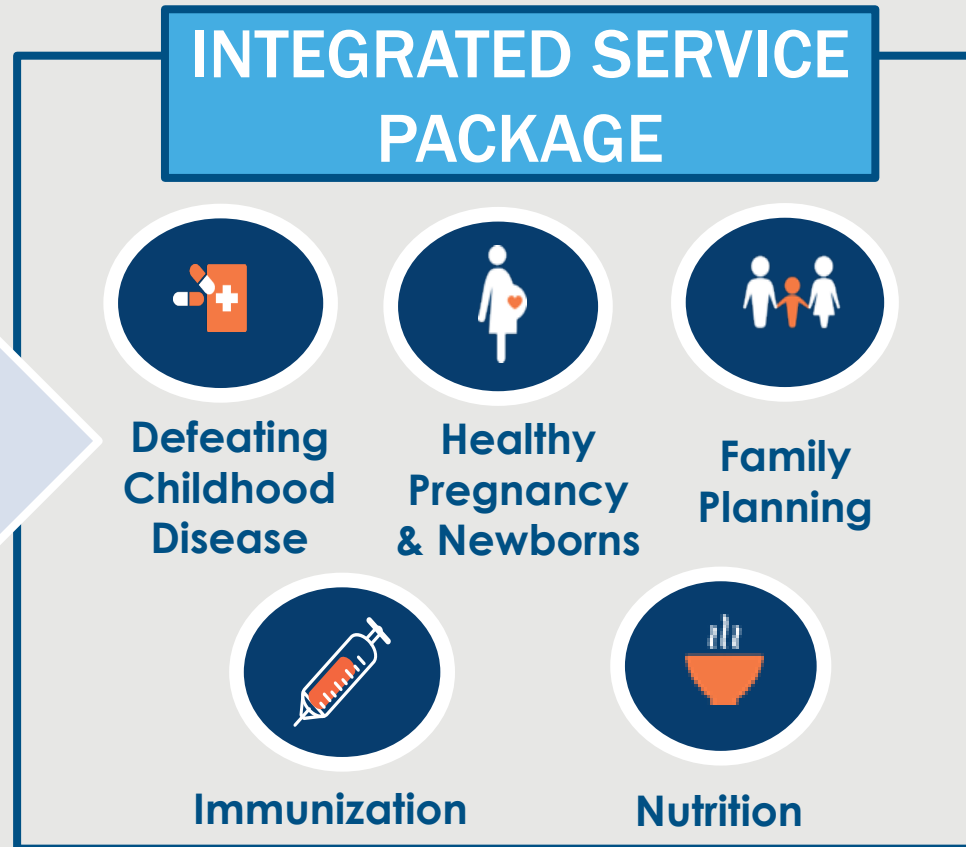 INTEGRATED SERVICE
PACKAGE
Defeating
Childhood
Disease
Healthy
Pregnancy
& Newborns
Family
Planning
Immunization
Nutrition